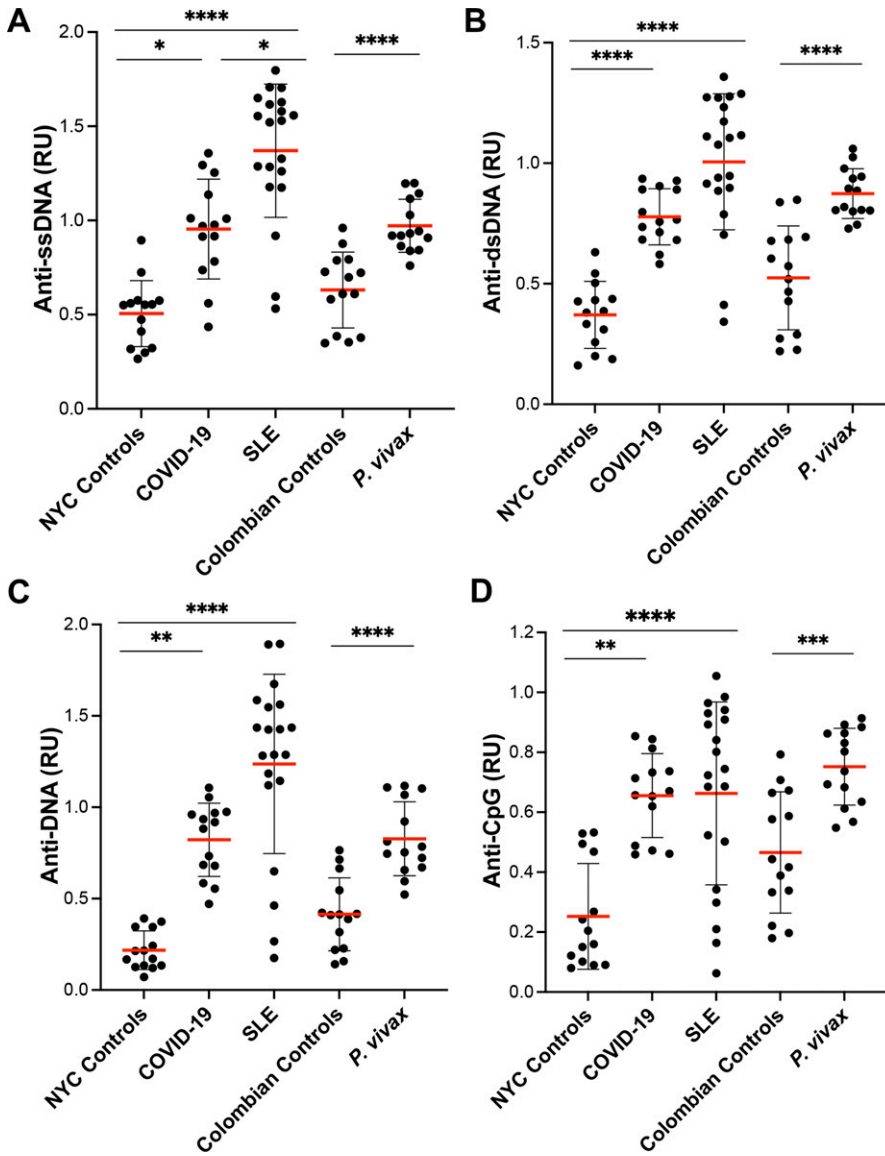 A
****
*
*
****
Anti-ssDNA (RU)
2.0
1.5
1.0
0.5
0.0
NYC Controls
COVID-19
SLE
Colombian Controls
P. vivax
B
****
****
****
Anti-dsDNA (RU)
1.5
1.0
0.5
0.0
NYC Controls
COVID-19
SLE
Colombian Controls
P. vivax
C
****
**
****
Anti-DNA (RU)
2.0
1.5
1.0
0.5
0.0
NYC Controls
COVID-19
SLE
Colombian Controls
P. vivax
D
****
**
***
Anti-CpG (RU)
1.2
1.0
0.8
0.6
0.4
0.2
0.0
NYC Controls
COVID-19
SLE
Colombian Controls
P. vivax